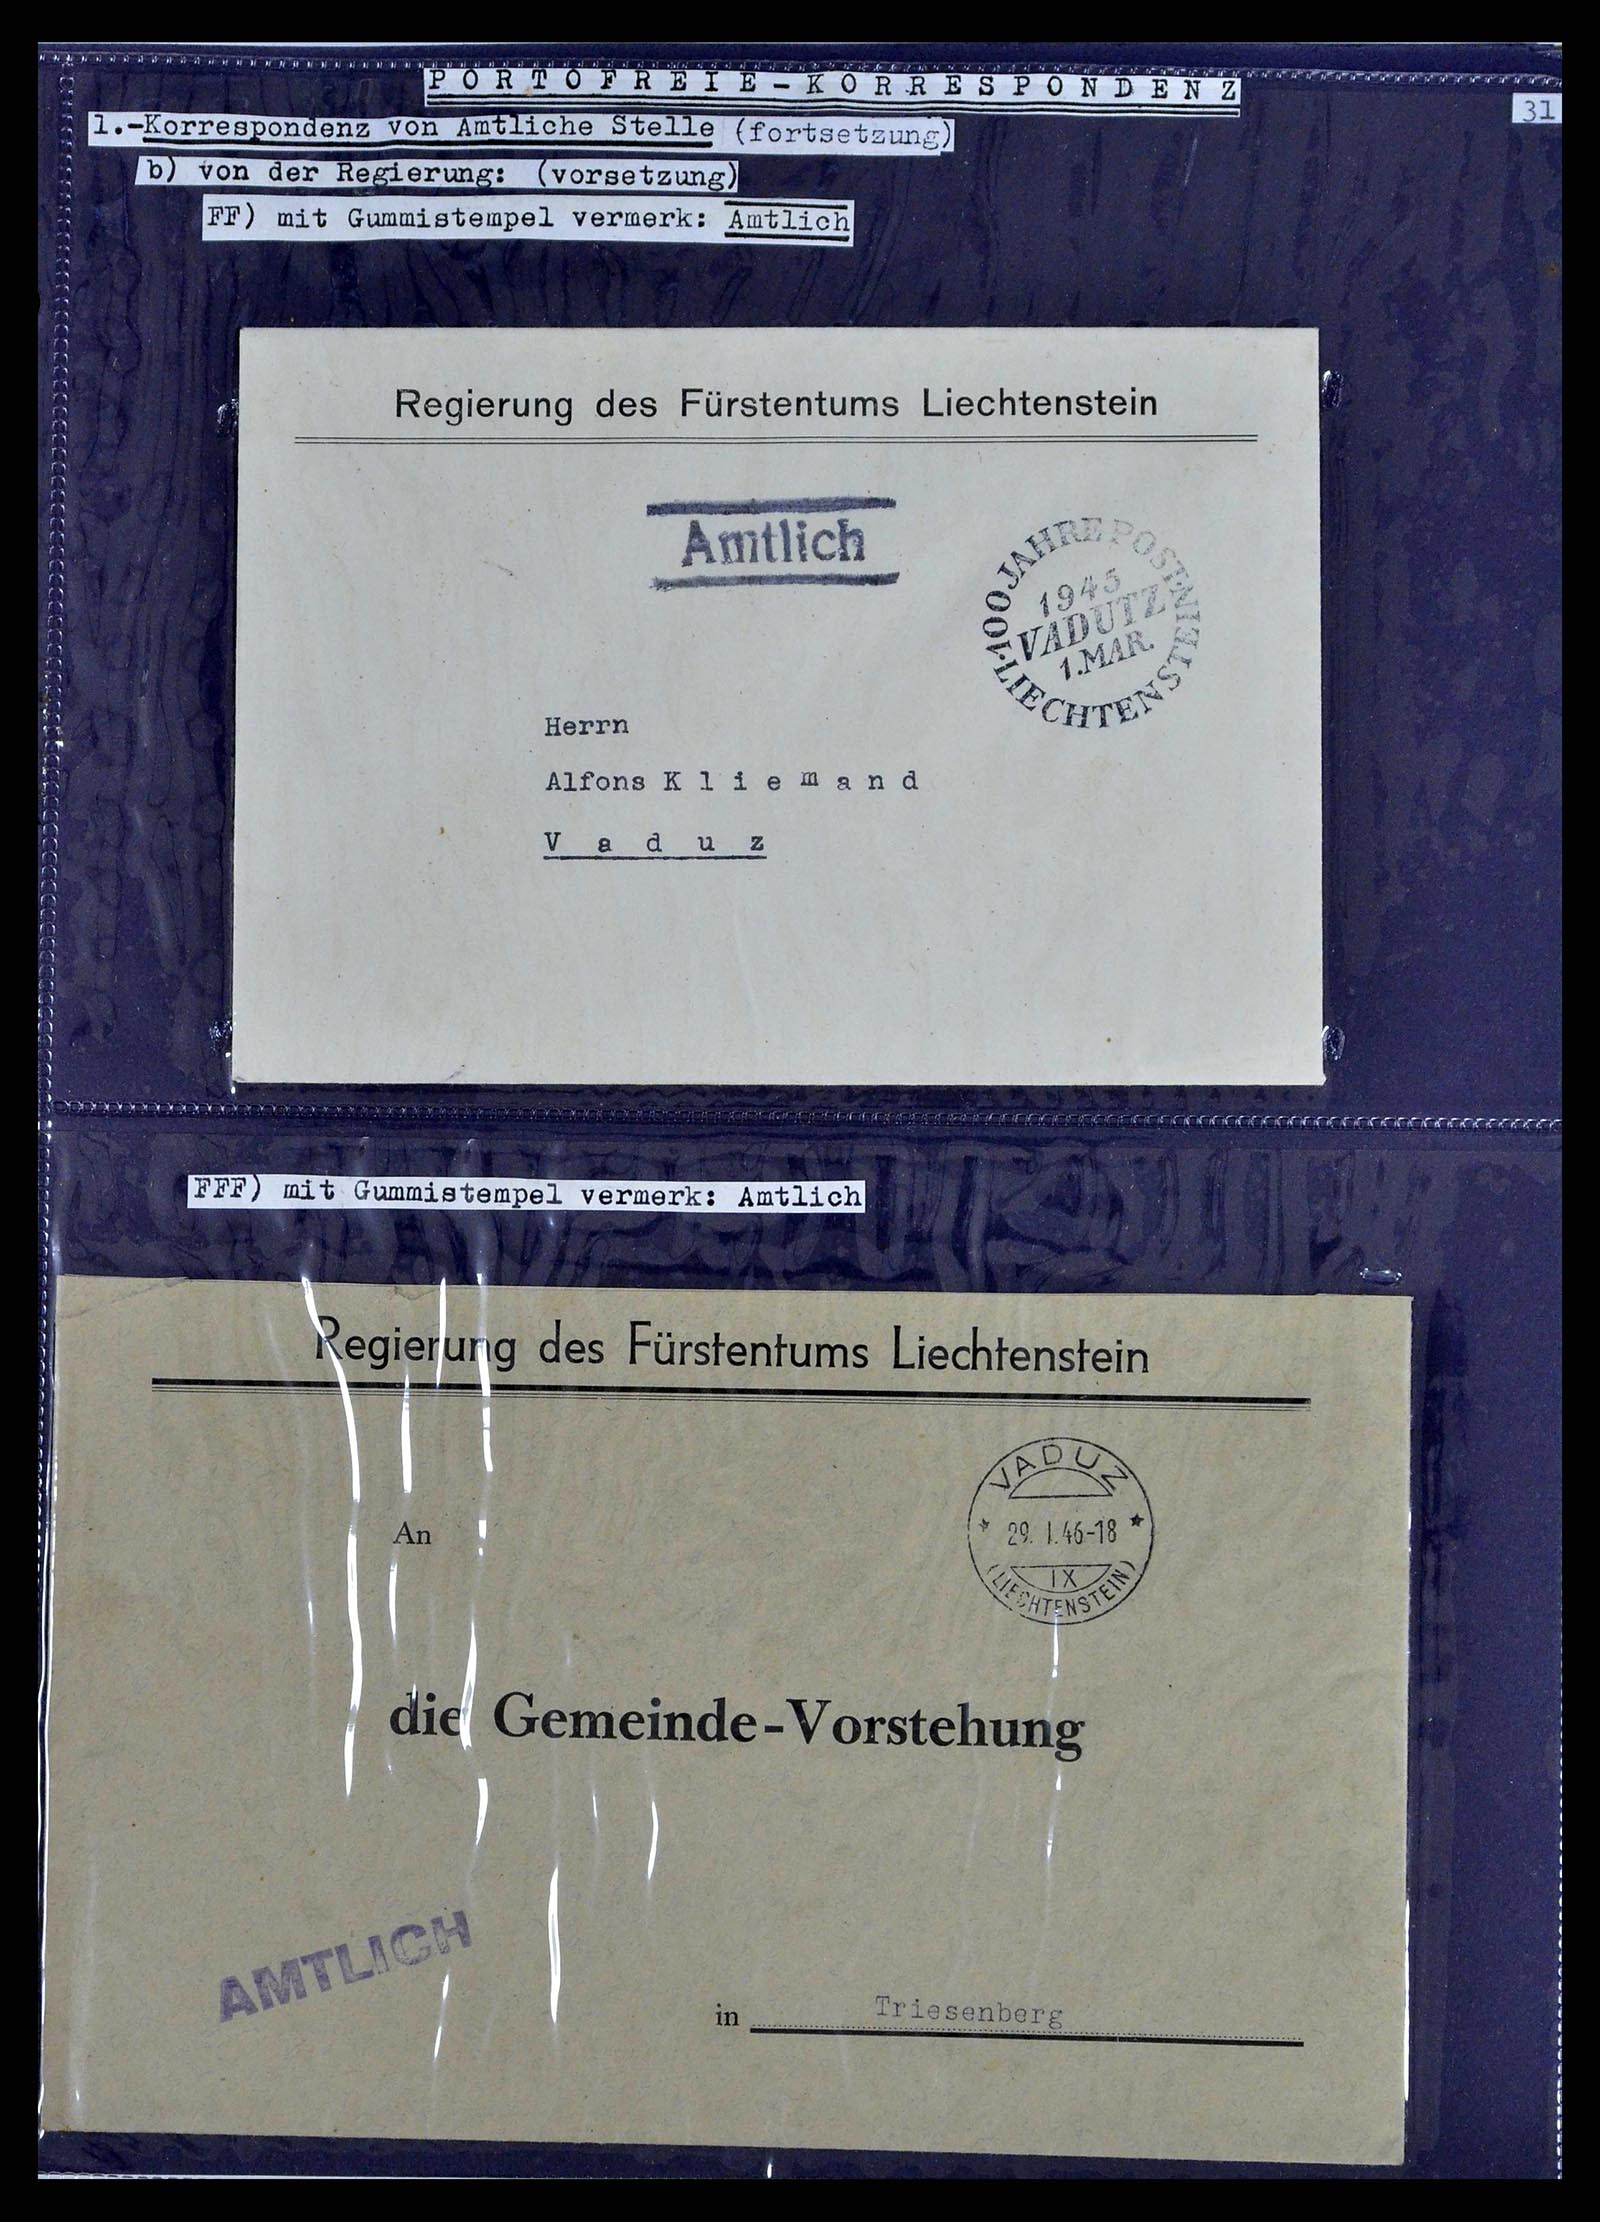 PORTOFREIE-KORRESPONDENZ
31
1.-Korrespondenz von Amtliche Stelle (fortsetzung)
b) von der Regierung: (vorsetzung)
FF) mit Gummistempel vermerk: Amtlich
Regierung des Fürstentums Liechtenstein
Amtlich
100 JAHRE POST IN LIECHTENSTEIN
1945
VADUTZ
1. MAR.
Herrn
Alfons K l i e m a n d
V a d u z
FFF) mit Gummistempel vermerk: Amtlich
Regierung des Fürstentums Liechtenstein
VADUZ
An
29. I. 46-18
IX
(LIECHTENSTEIN)
die Gemeinde-Vorstehung
AMTLICH
in Triesenberg